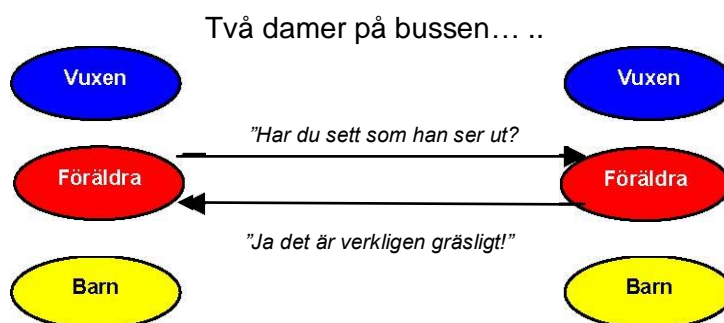 Två damer på bussen… ..
Vuxen Vuxen
”Har du sett som han ser ut?
Föräldra Föräldra
”Ja det är verkligen gräsligt!”
Barn Barn